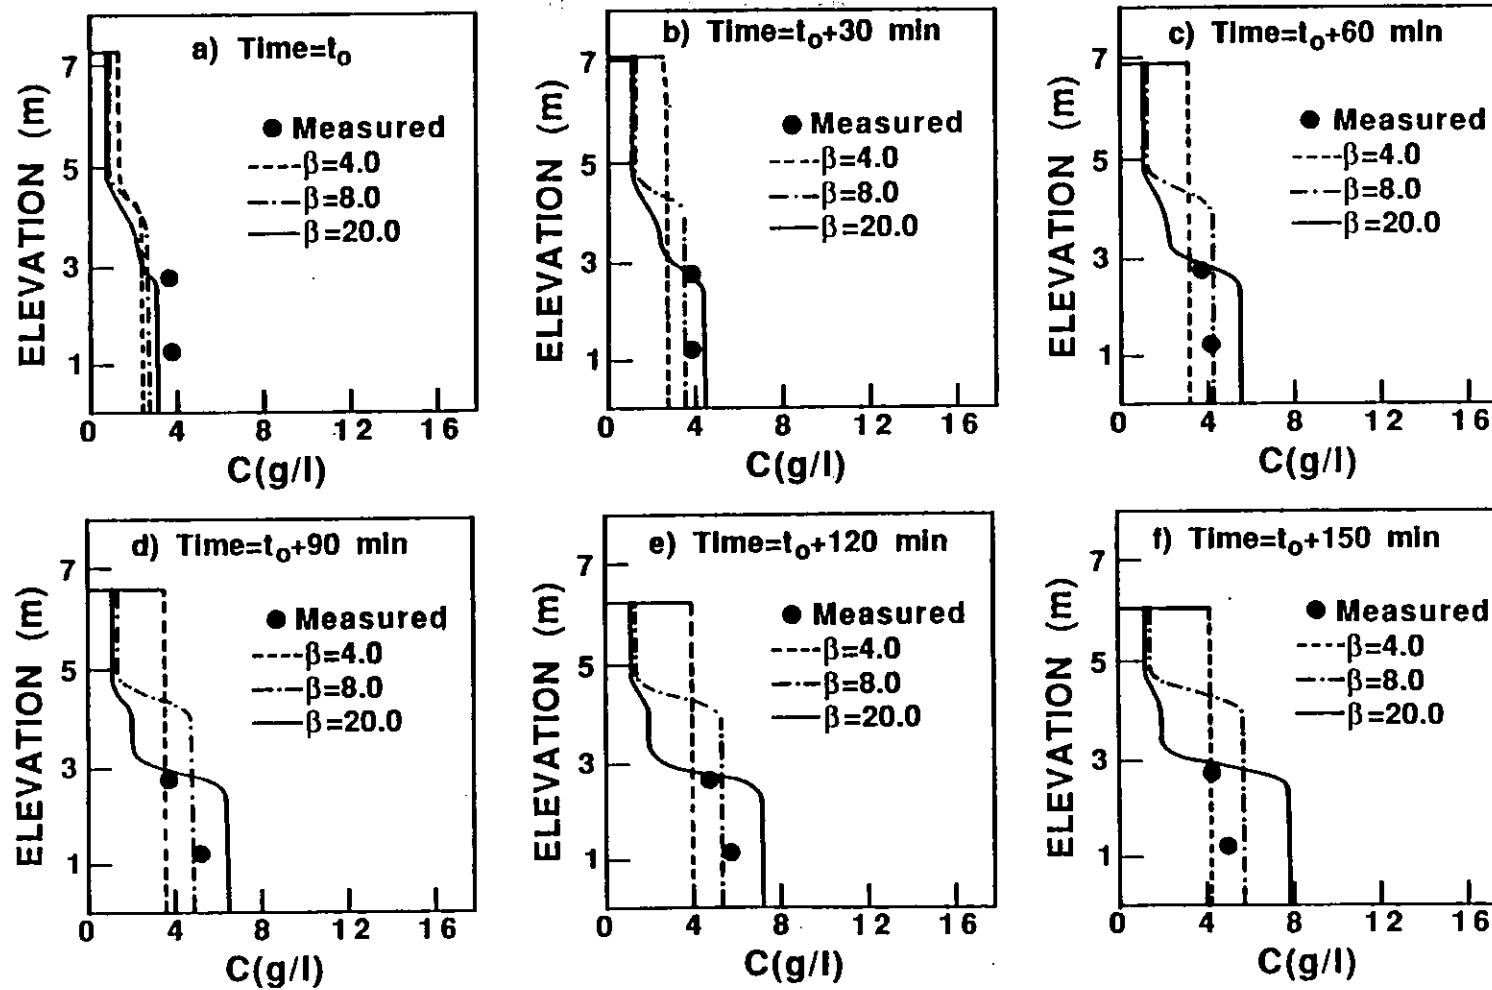 a) Time=to
7
5
3
1
ELEVATION (m)
Measured
β=4.0
β=8.0
β=20.0
0 4 8 12 16
C(g/l)
b) Time=to+30 min
7
5
3
1
ELEVATION (m)
Measured
β=4.0
β=8.0
β=20.0
0 4 8 12 16
C(g/l)
c) Time=to+60 min
7
5
3
1
ELEVATION (m)
Measured
β=4.0
β=8.0
β=20.0
0 4 8 12 16
C(g/l)
d) Time=to+90 min
7
5
3
1
ELEVATION (m)
Measured
β=4.0
β=8.0
β=20.0
0 4 8 12 16
C(g/l)
e) Time=to+120 min
7
5
3
1
ELEVATION (m)
Measured
β=4.0
β=8.0
β=20.0
0 4 8 12 16
C(g/l)
f) Time=to+150 min
7
5
3
1
ELEVATION (m)
Measured
β=4.0
β=8.0
β=20.0
0 4 8 12 16
C(g/l)